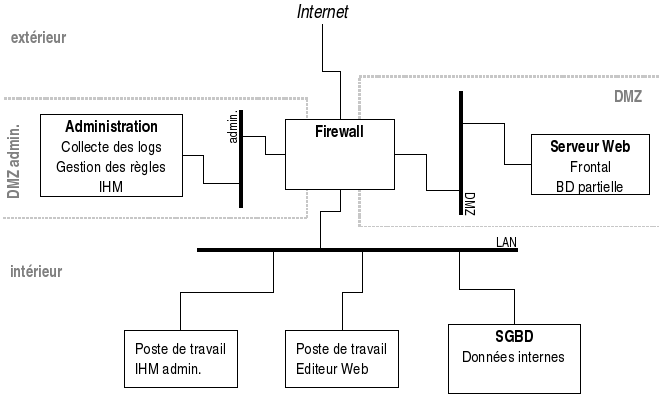 Internet
extérieur
DMZ
DMZ admin.
Administration
Collecte des logs
Gestion des règles
IHM
admin.
Firewall
DMZ
Serveur Web
Frontal
BD partielle
LAN
intérieur
Poste de travail
IHM admin.
Poste de travail
Editeur Web
SGBD
Données internes